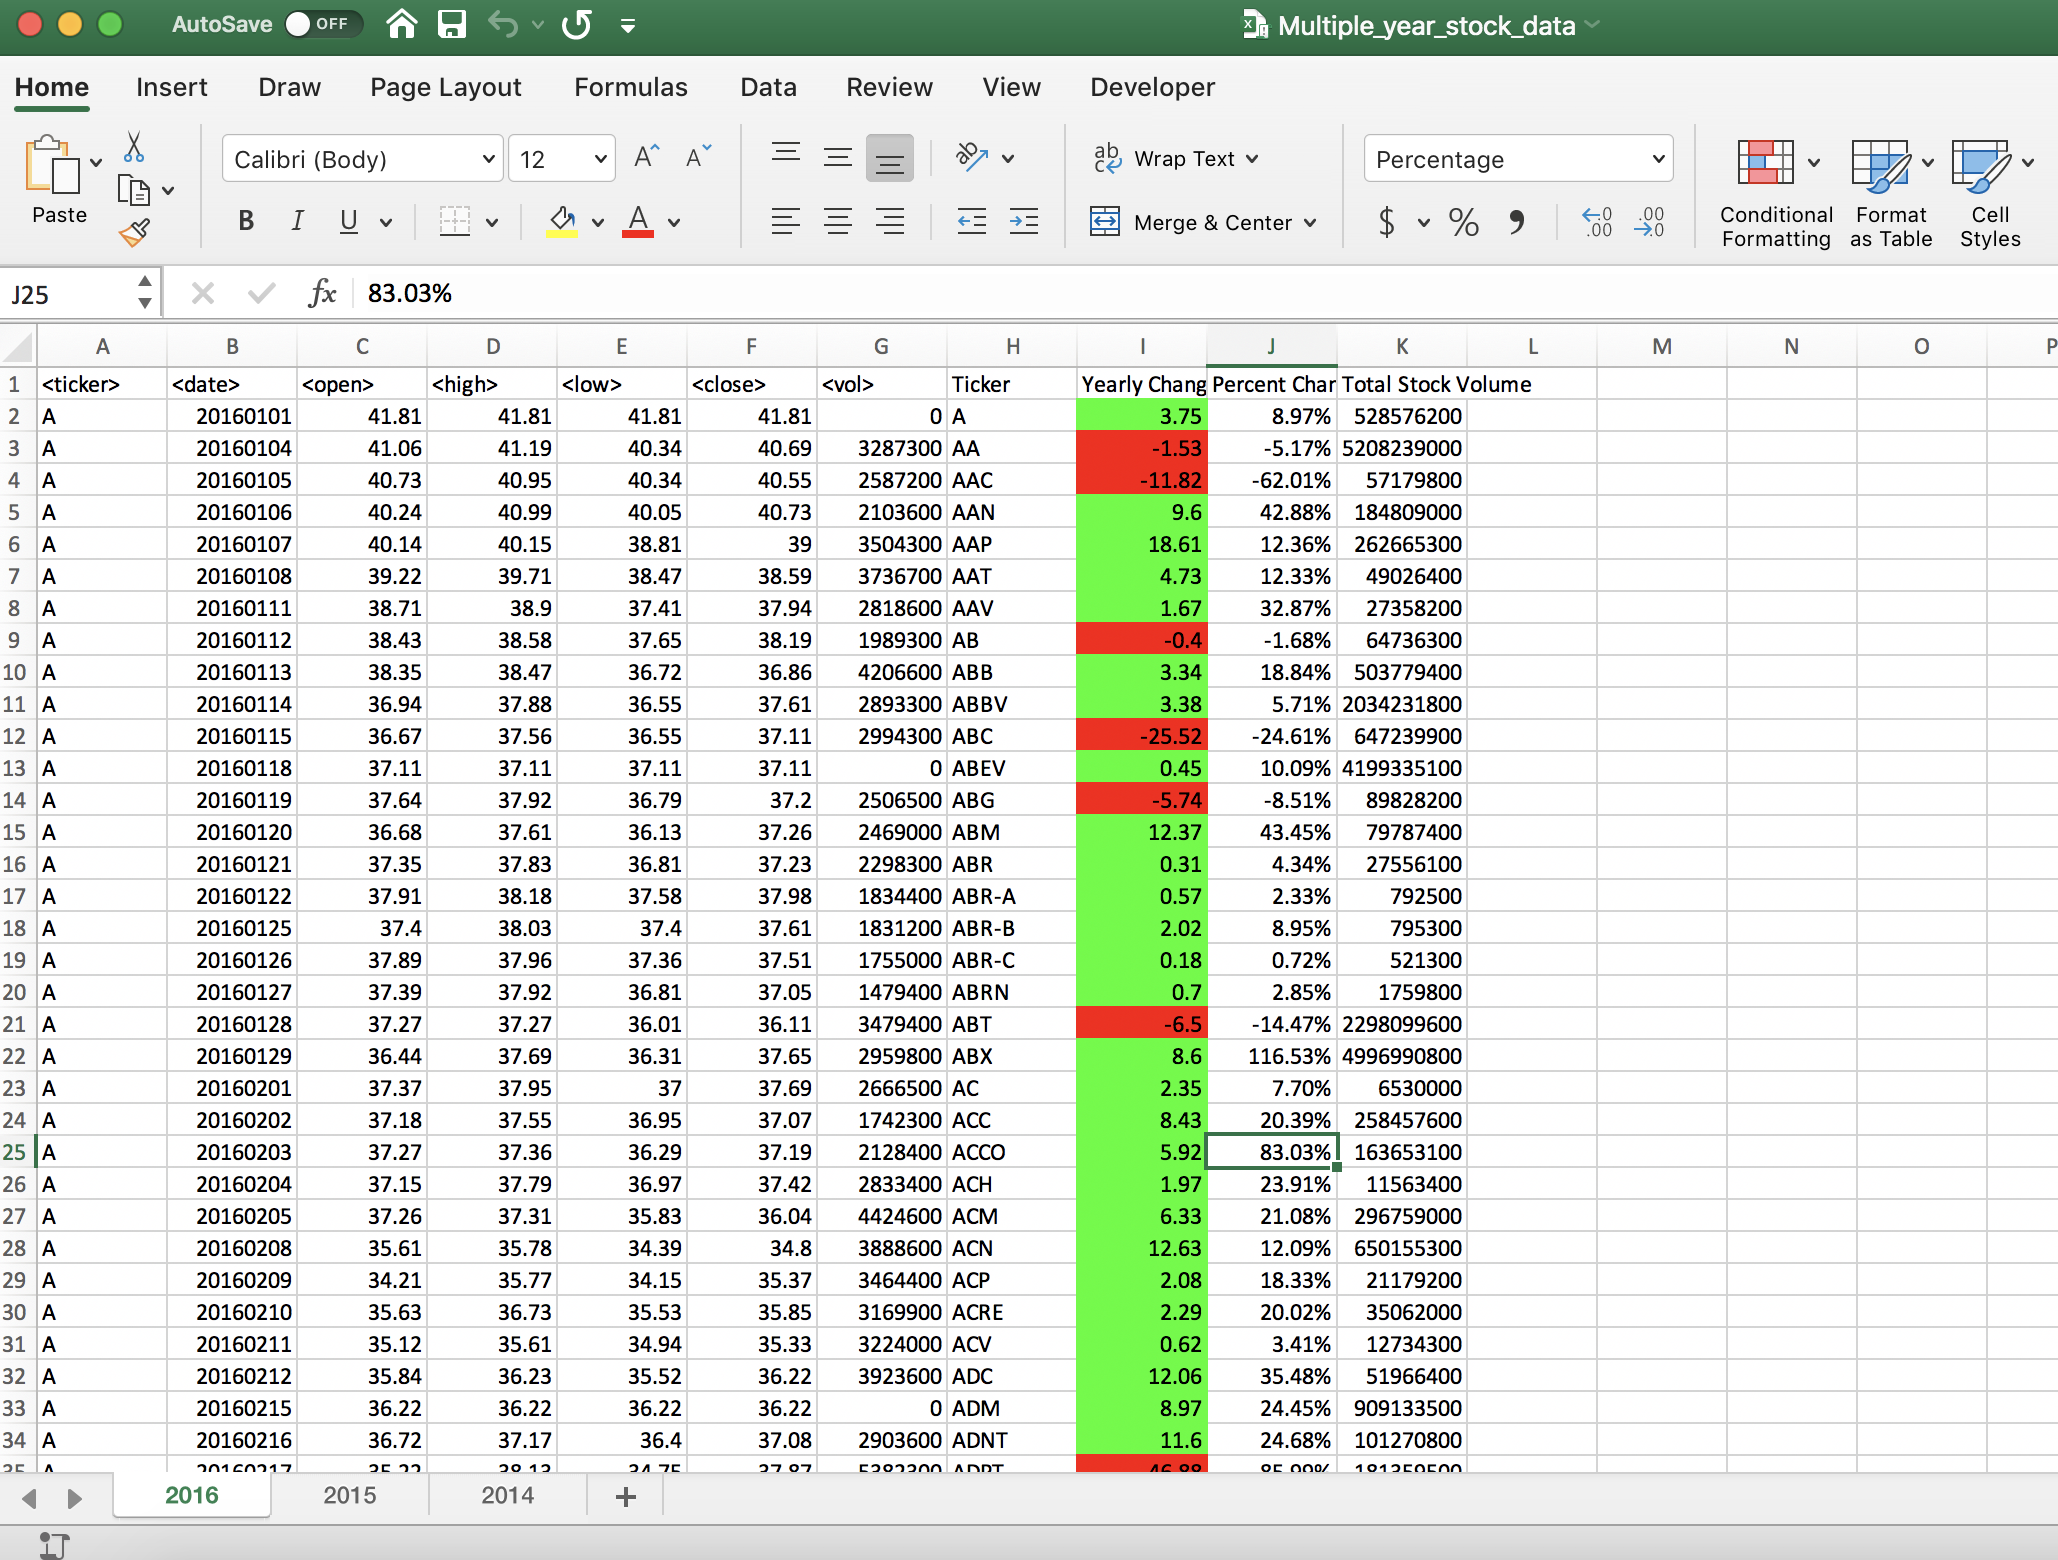 AutoSave OFF Multiple_year_stock_data
Home Insert Draw Page Layout Formulas Data Review View Developer
Paste Calibri (Body) 12 A^ Aˇ ab Wrap Text Percentage Conditional Formatting Format as Table Cell Styles
B I U A Merge & Center $ % , .00 .0
J25 fx 83.03%
A B C D E F G H I J K L M N O P
1 <ticker> <date> <open> <high> <low> <close> <vol> Ticker Yearly Chang Percent Char Total Stock Volume
2 A 20160101 41.81 41.81 41.81 41.81 0 A 3.75 8.97% 528576200
3 A 20160104 41.06 41.19 40.34 40.69 3287300 AA -1.53 -5.17% 5208239000
4 A 20160105 40.73 40.95 40.34 40.55 2587200 AAC -11.82 -62.01% 57179800
5 A 20160106 40.24 40.99 40.05 40.73 2103600 AAN 9.6 42.88% 184809000
6 A 20160107 40.14 40.15 38.81 39 3504300 AAP 18.61 12.36% 262665300
7 A 20160108 39.22 39.71 38.47 38.59 3736700 AAT 4.73 12.33% 49026400
8 A 20160111 38.71 38.9 37.41 37.94 2818600 AAV 1.67 32.87% 27358200
9 A 20160112 38.43 38.58 37.65 38.19 1989300 AB -0.4 -1.68% 64736300
10 A 20160113 38.35 38.47 36.72 36.86 4206600 ABB 3.34 18.84% 503779400
11 A 20160114 36.94 37.88 36.55 37.61 2893300 ABBV 3.38 5.71% 2034231800
12 A 20160115 36.67 37.56 36.55 37.11 2994300 ABC -25.52 -24.61% 647239900
13 A 20160118 37.11 37.11 37.11 37.11 0 ABEV 0.45 10.09% 4199335100
14 A 20160119 37.64 37.92 36.79 37.2 2506500 ABG -5.74 -8.51% 89828200
15 A 20160120 36.68 37.61 36.13 37.26 2469000 ABM 12.37 43.45% 79787400
16 A 20160121 37.35 37.83 36.81 37.23 2298300 ABR 0.31 4.34% 27556100
17 A 20160122 37.91 38.18 37.58 37.98 1834400 ABR-A 0.57 2.33% 792500
18 A 20160125 37.4 38.03 37.4 37.61 1831200 ABR-B 2.02 8.95% 795300
19 A 20160126 37.89 37.96 37.36 37.51 1755000 ABR-C 0.18 0.72% 521300
20 A 20160127 37.39 37.92 36.81 37.05 1479400 ABRN 0.7 2.85% 1759800
21 A 20160128 37.27 37.27 36.01 36.11 3479400 ABT -6.5 -14.47% 2298099600
22 A 20160129 36.44 37.69 36.31 37.65 2959800 ABX 8.6 116.53% 4996990800
23 A 20160201 37.37 37.95 37 37.69 2666500 AC 2.35 7.70% 6530000
24 A 20160202 37.18 37.55 36.95 37.07 1742300 ACC 8.43 20.39% 258457600
25 A 20160203 37.27 37.36 36.29 37.19 2128400 ACCO 5.92 83.03% 163653100
26 A 20160204 37.15 37.79 36.97 37.42 2833400 ACH 1.97 23.91% 11563400
27 A 20160205 37.26 37.31 35.83 36.04 4424600 ACM 6.33 21.08% 296759000
28 A 20160208 35.61 35.78 34.39 34.8 3888600 ACN 12.63 12.09% 650155300
29 A 20160209 34.21 35.77 34.15 35.37 3464400 ACP 2.08 18.33% 21179200
30 A 20160210 35.63 36.73 35.53 35.85 3169900 ACRE 2.29 20.02% 35062000
31 A 20160211 35.12 35.61 34.94 35.33 3224000 ACV 0.62 3.41% 12734300
32 A 20160212 35.84 36.23 35.52 36.22 3923600 ADC 12.06 35.48% 51966400
33 A 20160215 36.22 36.22 36.22 36.22 0 ADM 8.97 24.45% 909133500
34 A 20160216 36.72 37.17 36.4 37.08 2903600 ADNT 11.6 24.68% 101270800
2016 2015 2014 +